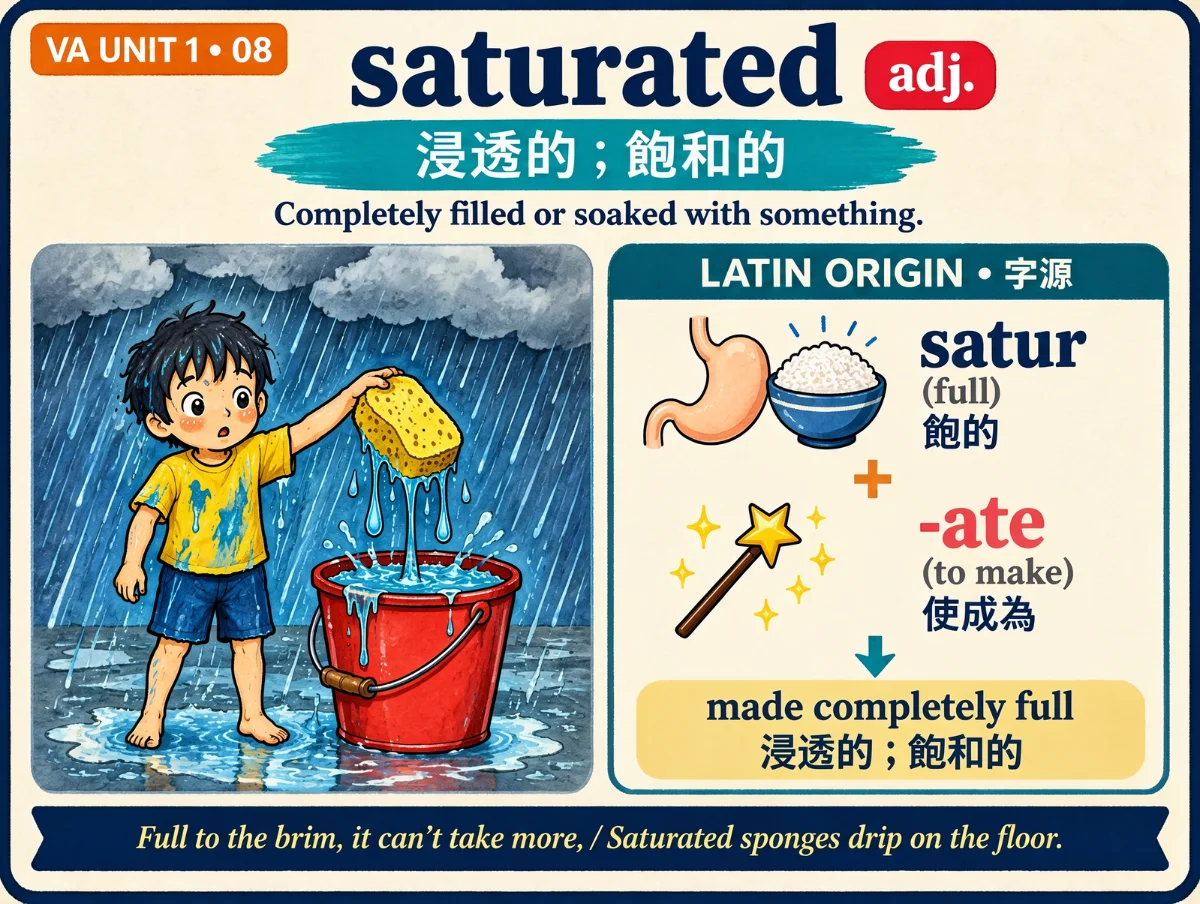 VA UNIT 1 • 08
saturated adj.
浸透的；飽和的
Completely filled or soaked with something.
LATIN ORIGIN • 字源
satur
(full)
飽的
+
-ate
(to make)
使成為
made completely full
浸透的；飽和的
Full to the brim, it can't take more, / Saturated sponges drip on the floor.